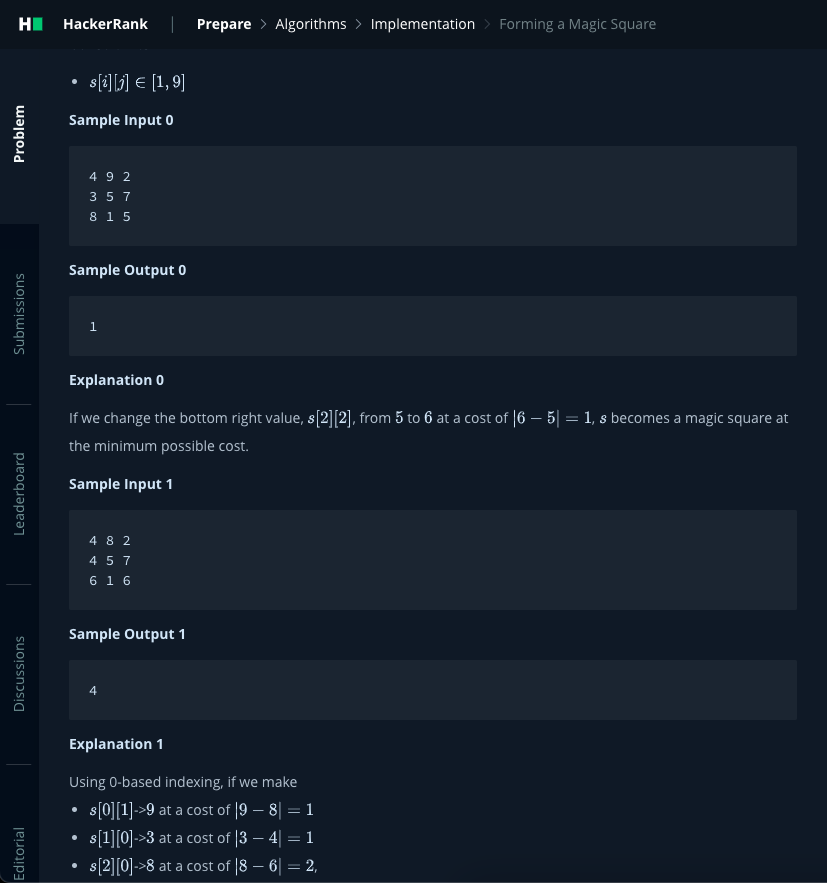 HackerRank | Prepare > Algorithms > Implementation > Forming a Magic Square
Problem
Submissions
Leaderboard
Discussions
Editorial
• s[i][j] ∈ [1, 9]
Sample Input 0
4 9 2
3 5 7
8 1 5
Sample Output 0
1
Explanation 0
If we change the bottom right value, s[2][2], from 5 to 6 at a cost of |6 − 5| = 1, s becomes a magic square at
the minimum possible cost.
Sample Input 1
4 8 2
4 5 7
6 1 6
Sample Output 1
4
Explanation 1
Using 0-based indexing, if we make
• s[0][1]->9 at a cost of |9 − 8| = 1
• s[1][0]->3 at a cost of |3 − 4| = 1
• s[2][0]->8 at a cost of |8 − 6| = 2,